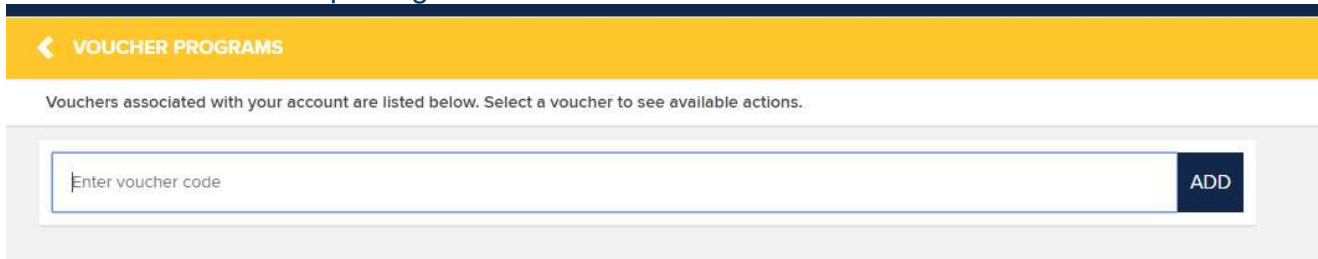 VOUCHER PROGRAMS
Vouchers associated with your account are listed below. Select a voucher to see available actions.
Enter voucher code
ADD